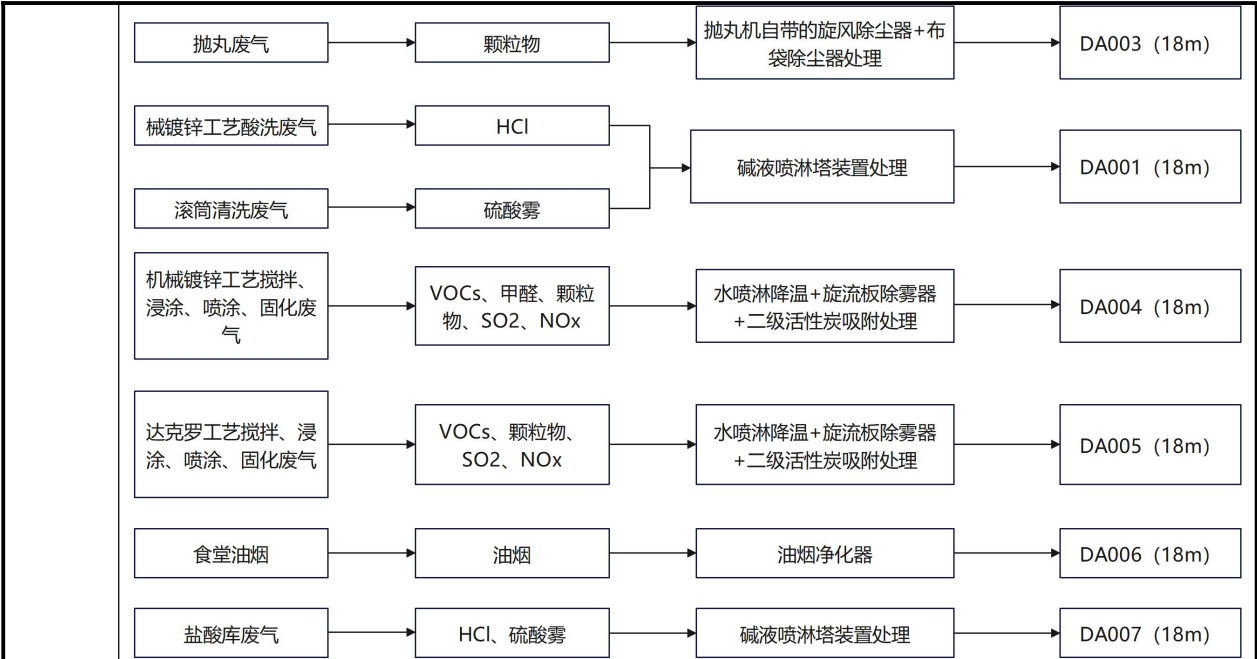 抛丸废气
颗粒物
抛丸机自带的旋风除尘器+布
袋除尘器处理
DA003（18m）
械镀锌工艺酸洗废气
HCl
滚筒清洗废气
硫酸雾
碱液喷淋塔装置处理
DA001（18m）
机械镀锌工艺搅拌、
浸涂、喷涂、固化废
气
VOCs、甲醛、颗粒
物、SO2、NOx
水喷淋降温+旋流板除雾器
+二级活性炭吸附处理
DA004（18m）
达克罗工艺搅拌、浸
涂、喷涂、固化废气
VOCs、颗粒物、
SO2、NOx
水喷淋降温+旋流板除雾器
+二级活性炭吸附处理
DA005（18m）
食堂油烟
油烟
油烟净化器
DA006（18m）
盐酸库废气
HCl、硫酸雾
碱液喷淋塔装置处理
DA007（18m）